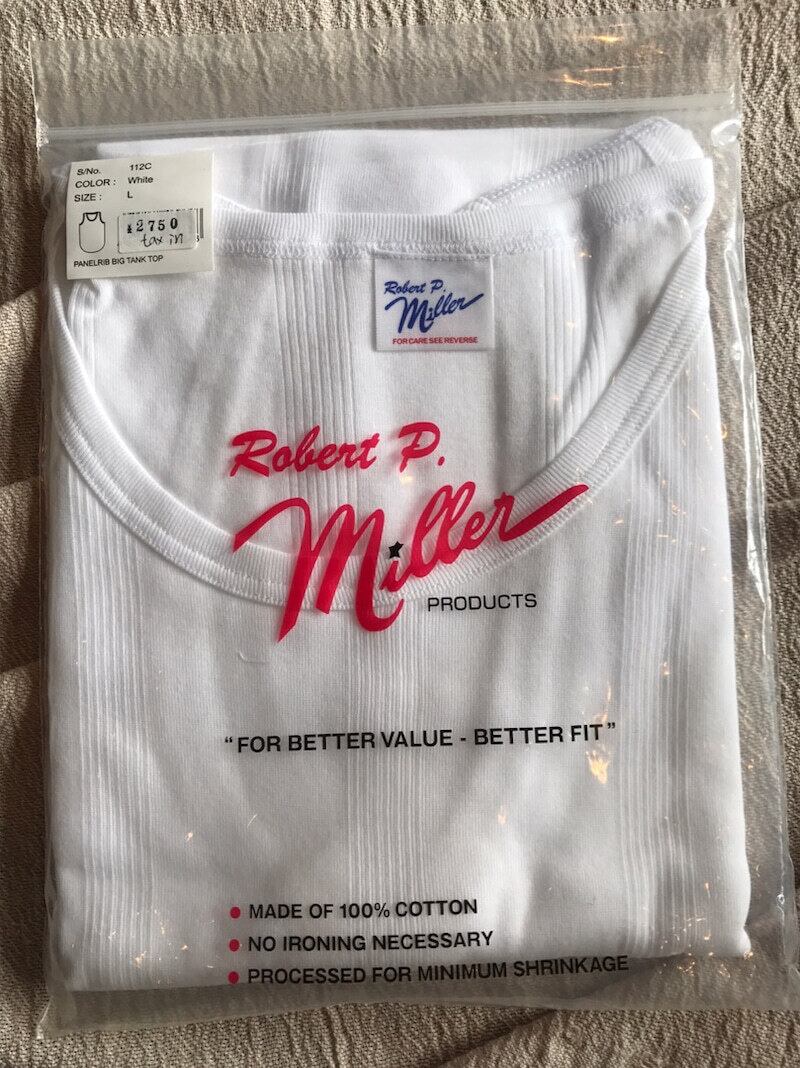 S/No. 112C
COLOR : White
SIZE : L
¥2750
tax in
PANELRIB BIG TANK TOP
Robert P.
Miller
FOR CARE SEE REVERSE
Robert P.
Miller
PRODUCTS
“FOR BETTER VALUE - BETTER FIT”
● MADE OF 100% COTTON
● NO IRONING NECESSARY
● PROCESSED FOR MINIMUM SHRINKAGE